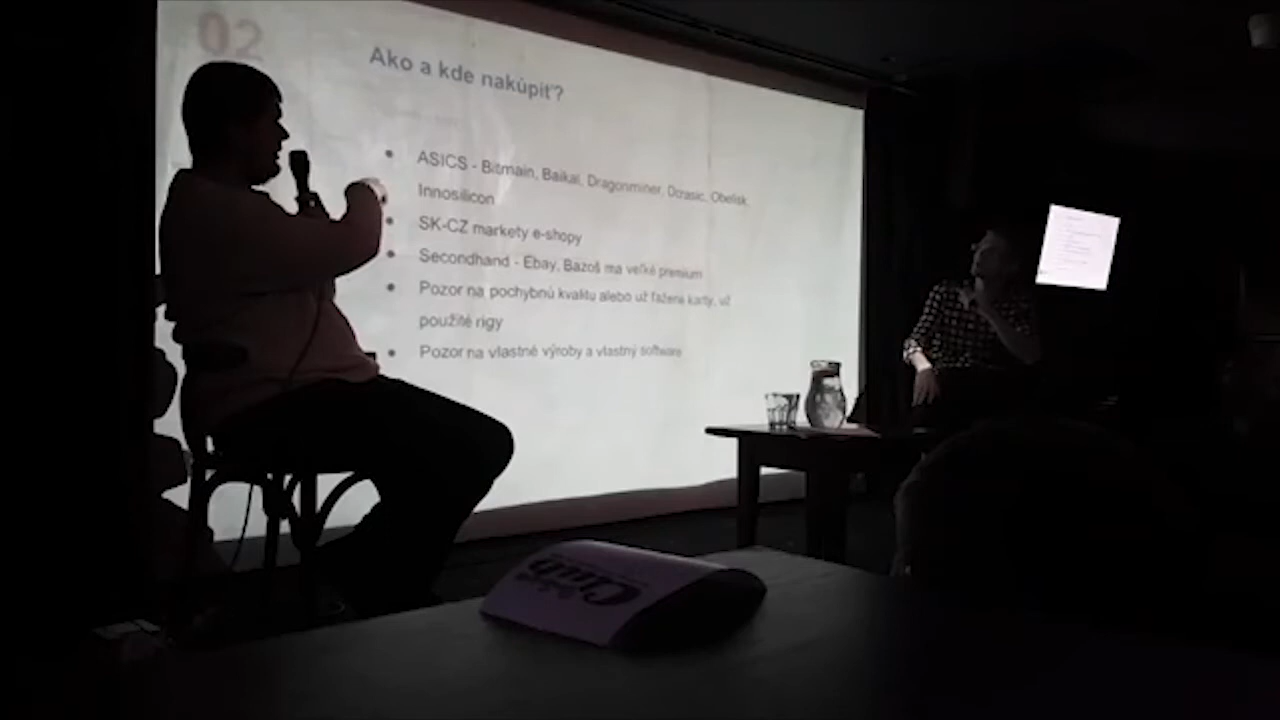 02
Ako a kde nakúpiť?
ASICS - Bitmain, Baikal, Dragonminer, Dcrasic, Obelisk,
Innosilicon
SK-CZ markety e-shopy
Secondhand - Ebay, Bazoš ma veľké premium
Pozor na pochybnú kvalitu alebo už ťažené karty, už
použité rigy
Pozor na vlastné výroby a vlastný software
Club